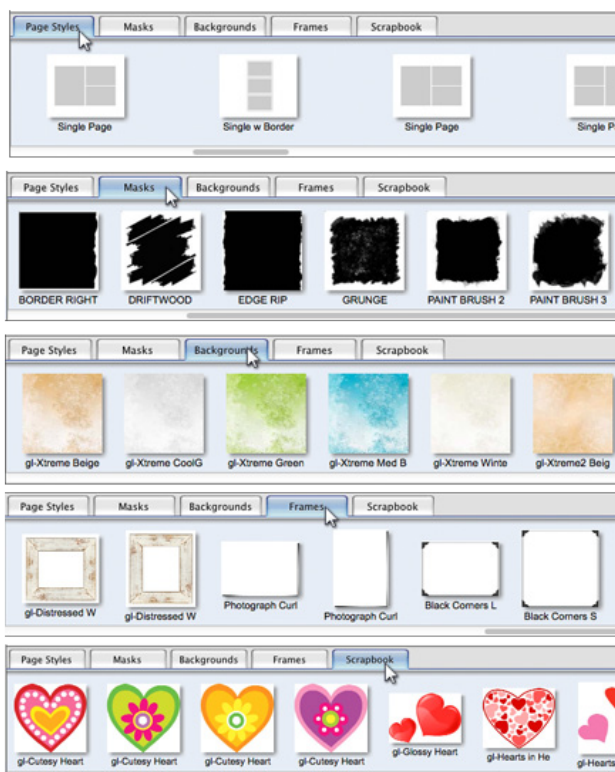 Page Styles Masks Backgrounds Frames Scrapbook
Single Page Single w Border Single Page Single P
Page Styles Masks Backgrounds Frames Scrapbook
BORDER RIGHT DRIFTWOOD EDGE RIP GRUNGE PAINT BRUSH 2 PAINT BRUSH 3
Page Styles Masks Backgrounds Frames Scrapbook
gl-Xtreme Beige gl-Xtreme CoolG gl-Xtreme Green gl-Xtreme Med B gl-Xtreme Winte gl-Xtreme2 Beig
Page Styles Masks Backgrounds Frames Scrapbook
gl-Distressed W gl-Distressed W Photograph Curl Photograph Curl Black Corners L Black Corners S
Page Styles Masks Backgrounds Frames Scrapbook
gl-Cutesy Heart gl-Cutesy Heart gl-Cutesy Heart gl-Cutesy Heart gl-Glossy Heart gl-Hearts in He gl-Hearts